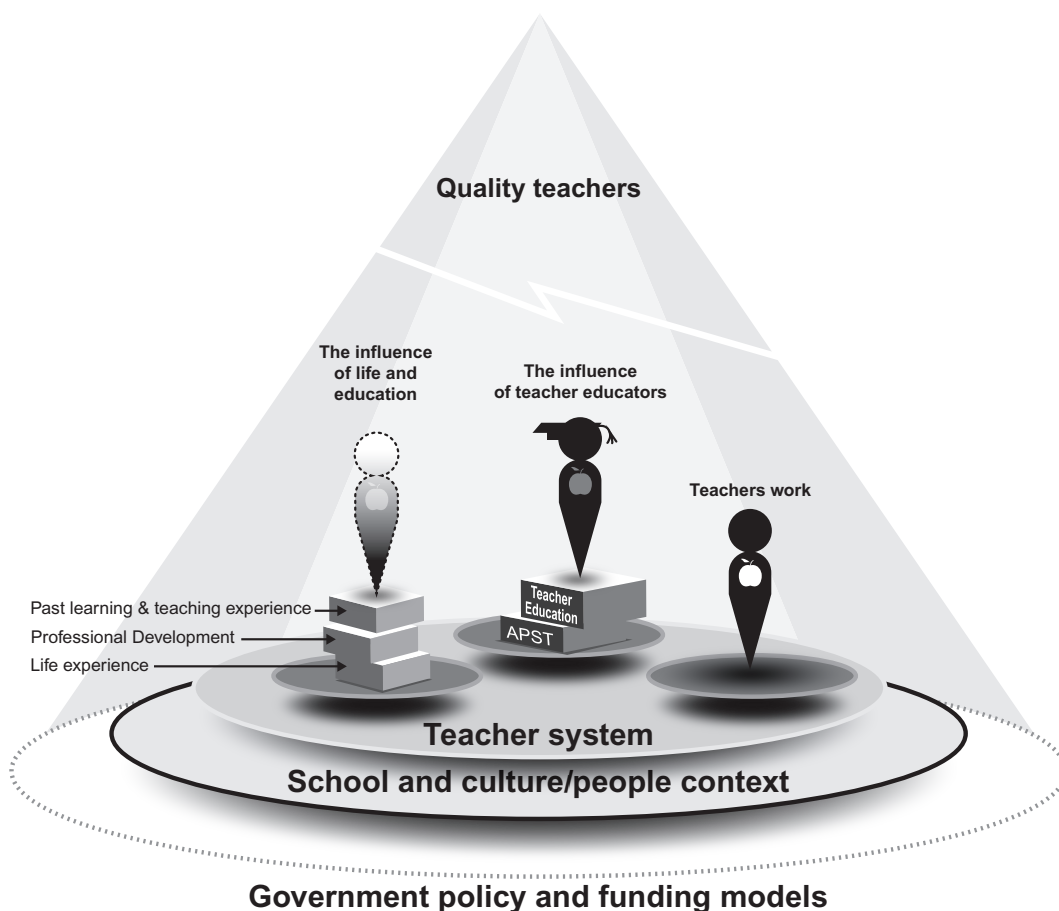 Quality teachers
The influence
of life and
education
The influence
of teacher educators
Teachers work
Past learning & teaching experience
Professional Development
Life experience
Teacher
Education
APST
Teacher system
School and culture/people context
Government policy and funding models